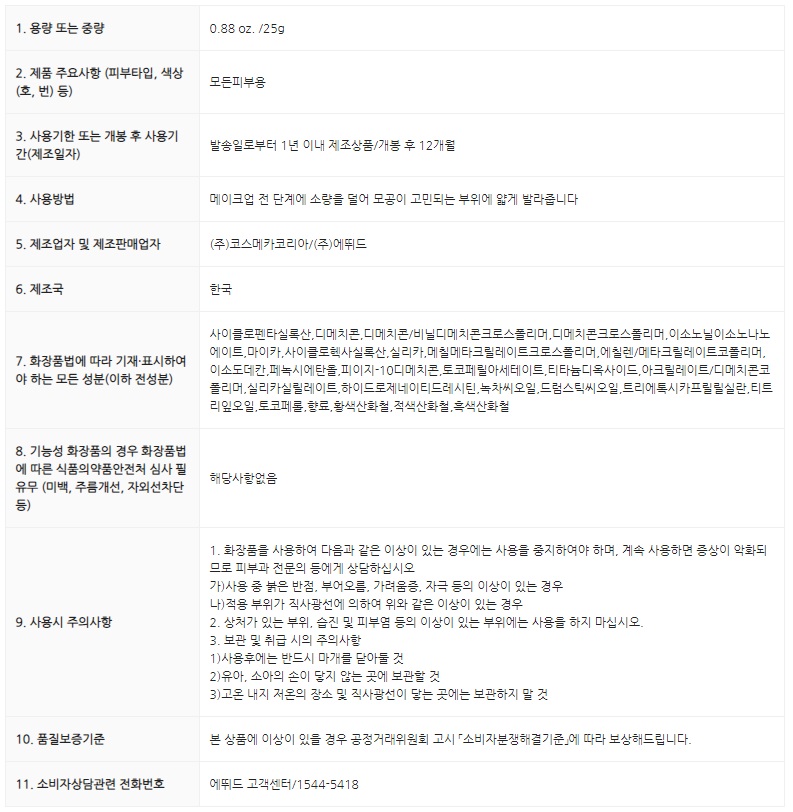 1. 용량 또는 중량
0.88 oz. /25g
2. 제품 주요사항 (피부타입, 색상
(호, 번) 등)
모든피부용
3. 사용기한 또는 개봉 후 사용기
간(제조일자)
발송일로부터 1년 이내 제조상품/개봉 후 12개월
4. 사용방법
메이크업 전 단계에 소량을 덜어 모공이 고민되는 부위에 얇게 발라줍니다
5. 제조업자 및 제조판매업자
(주)코스메카코리아/(주)에뛰드
6. 제조국
한국
7. 화장품법에 따라 기재·표시하여
야 하는 모든 성분(이하 전성분)
사이클로펜타실록산,디메치콘,디메치콘/비닐디메치콘크로스폴리머,디메치콘크로스폴리머,이소노닐이소노나노
에이트,마이카,사이클로헥사실록산,실리카,메칠메타크릴레이트크로스폴리머,에칠렌/메타크릴레이트코폴리머,
이소도데칸,페녹시에탄올,피이지-10디메치콘,토코페릴아세테이트,티타늄디옥사이드,아크릴레이트/디메치콘코
폴리머,실리카실릴레이트,하이드로제네이티드레시틴,녹차씨오일,드럼스틱씨오일,트리에톡시카프릴릴실란,티트
리잎오일,토코페롤,향료,황색산화철,적색산화철,흑색산화철
8. 기능성 화장품의 경우 화장품법
에 따른 식품의약품안전처 심사 필
유무 (미백, 주름개선, 자외선차단
등)
해당사항없음
9. 사용시 주의사항
1. 화장품을 사용하여 다음과 같은 이상이 있는 경우에는 사용을 중지하여야 하며, 계속 사용하면 증상이 악화되
므로 피부과 전문의 등에게 상담하십시오
가)사용 중 붉은 반점, 부어오름, 가려움증, 자극 등의 이상이 있는 경우
나)적용 부위가 직사광선에 의하여 위와 같은 이상이 있는 경우
2. 상처가 있는 부위, 습진 및 피부염 등의 이상이 있는 부위에는 사용을 하지 마십시오.
3. 보관 및 취급 시의 주의사항
1)사용후에는 반드시 마개를 닫아둘 것
2)유아, 소아의 손이 닿지 않는 곳에 보관할 것
3)고온 내지 저온의 장소 및 직사광선이 닿는 곳에는 보관하지 말 것
10. 품질보증기준
본 상품에 이상이 있을 경우 공정거래위원회 고시 「소비자분쟁해결기준」에 따라 보상해드립니다.
11. 소비자상담관련 전화번호
에뛰드 고객센터/1544-5418